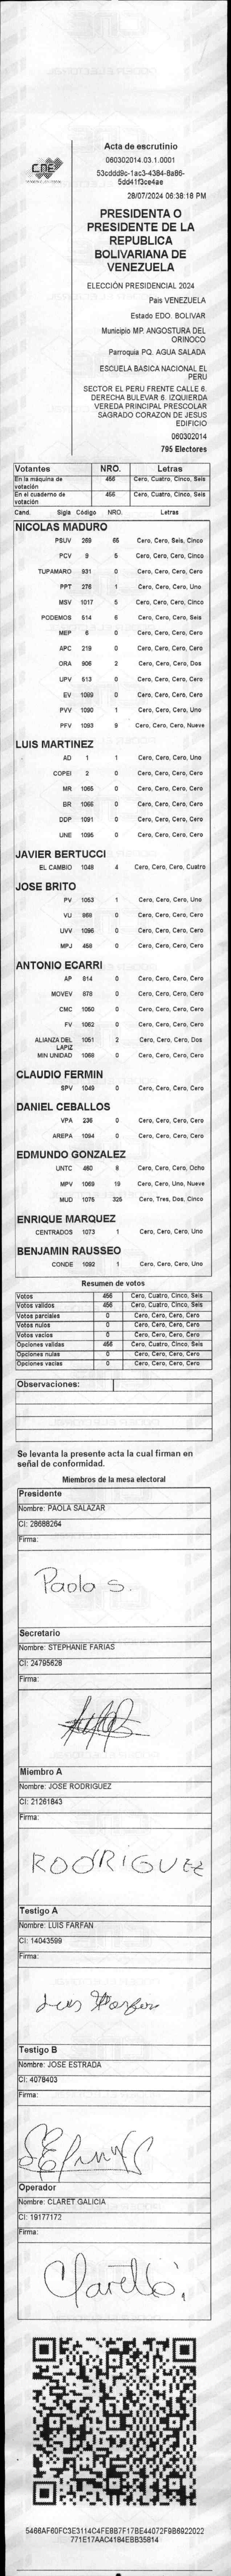 CNE
Acta de escrutinio
060302014.03.1.0001
53cddd9c-1ac3-4384-8a86-
5dd41f3ce4ae
28/07/2024 06:38:18 PM
PRESIDENTA O
PRESIDENTE DE LA
REPUBLICA
BOLIVARIANA DE
VENEZUELA
ELECCIÓN PRESIDENCIAL 2024
Pais VENEZUELA
Estado EDO. BOLIVAR
Municipio MP. ANGOSTURA DEL
ORINOCO
Parroquia PQ. AGUA SALADA
ESCUELA BASICA NACIONAL EL
PERU
SECTOR EL PERU FRENTE CALLE 6.
DERECHA BULEVAR 6. IZQUIERDA
VEREDA PRINCIPAL PRESCOLAR
SAGRADO CORAZON DE JESUS
EDIFICIO
060302014
795 Electores
Votantes NRO. Letras
En la máquina de votación 456 Cero, Cuatro, Cinco, Seis
En el cuaderno de votación 456 Cero, Cuatro, Cinco, Seis
Cand. Sigla Código NRO. Letras
NICOLAS MADURO
PSUV 269 65 Cero, Cero, Seis, Cinco
PCV 9 5 Cero, Cero, Cero, Cinco
TUPAMARO 931 0 Cero, Cero, Cero, Cero
PPT 276 1 Cero, Cero, Cero, Uno
MSV 1017 5 Cero, Cero, Cero, Cinco
PODEMOS 514 6 Cero, Cero, Cero, Seis
MEP 6 0 Cero, Cero, Cero, Cero
APC 219 0 Cero, Cero, Cero, Cero
ORA 906 2 Cero, Cero, Cero, Dos
UPV 513 0 Cero, Cero, Cero, Cero
EV 1089 0 Cero, Cero, Cero, Cero
PVV 1090 1 Cero, Cero, Cero, Uno
PFV 1093 9 Cero, Cero, Cero, Nueve
LUIS MARTINEZ
AD 1 1 Cero, Cero, Cero, Uno
COPEI 2 0 Cero, Cero, Cero, Cero
MR 1065 0 Cero, Cero, Cero, Cero
BR 1066 0 Cero, Cero, Cero, Cero
DDP 1091 0 Cero, Cero, Cero, Cero
UNE 1095 0 Cero, Cero, Cero, Cero
JAVIER BERTUCCI
EL CAMBIO 1048 4 Cero, Cero, Cero, Cuatro
JOSE BRITO
PV 1053 1 Cero, Cero, Cero, Uno
VU 868 0 Cero, Cero, Cero, Cero
UVV 1096 0 Cero, Cero, Cero, Cero
MPJ 458 0 Cero, Cero, Cero, Cero
ANTONIO ECARRI
AP 614 0 Cero, Cero, Cero, Cero
MOVEV 878 0 Cero, Cero, Cero, Cero
CMC 1050 0 Cero, Cero, Cero, Cero
FV 1062 0 Cero, Cero, Cero, Cero
ALIANZA DEL LAPIZ 1051 2 Cero, Cero, Cero, Dos
MIN UNIDAD 1068 0 Cero, Cero, Cero, Cero
CLAUDIO FERMIN
SPV 1049 0 Cero, Cero, Cero, Cero
DANIEL CEBALLOS
VPA 236 0 Cero, Cero, Cero, Cero
AREPA 1094 0 Cero, Cero, Cero, Cero
EDMUNDO GONZALEZ
UNTC 460 8 Cero, Cero, Cero, Ocho
MPV 1069 19 Cero, Cero, Uno, Nueve
MUD 1075 325 Cero, Tres, Dos, Cinco
ENRIQUE MARQUEZ
CENTRADOS 1073 1 Cero, Cero, Cero, Uno
BENJAMIN RAUSSEO
CONDE 1092 1 Cero, Cero, Cero, Uno
Resumen de votos
Votos 456 Cero, Cuatro, Cinco, Seis
Votos validos 456 Cero, Cuatro, Cinco, Seis
Votos parciales 0 Cero, Cero, Cero, Cero
Votos nulos 0 Cero, Cero, Cero, Cero
Votos vacios 0 Cero, Cero, Cero, Cero
Opciones validas 456 Cero, Cuatro, Cinco, Seis
Opciones nulas 0 Cero, Cero, Cero, Cero
Opciones vacias 0 Cero, Cero, Cero, Cero
Observaciones:
Se levanta la presente acta la cual firman en
señal de conformidad.
Miembros de la mesa electoral
Presidente
Nombre: PAOLA SALAZAR
CI: 28688264
Firma:
Paola S.
Secretario
Nombre: STEPHANIE FARIAS
CI: 24795628
Firma:
Miembro A
Nombre: JOSE RODRIGUEZ
CI: 21261843
Firma:
RODRIGUEZ
Testigo A
Nombre: LUIS FARFAN
CI: 14043599
Firma:
Luis Farfan
Testigo B
Nombre: JOSE ESTRADA
CI: 4078403
Firma:
Operador
Nombre: CLARET GALICIA
CI: 19177172
Firma:
5466AF60FC3E3114C4FE8B7F17BE44072F9B6922022
771E17AAC4184EBB35814